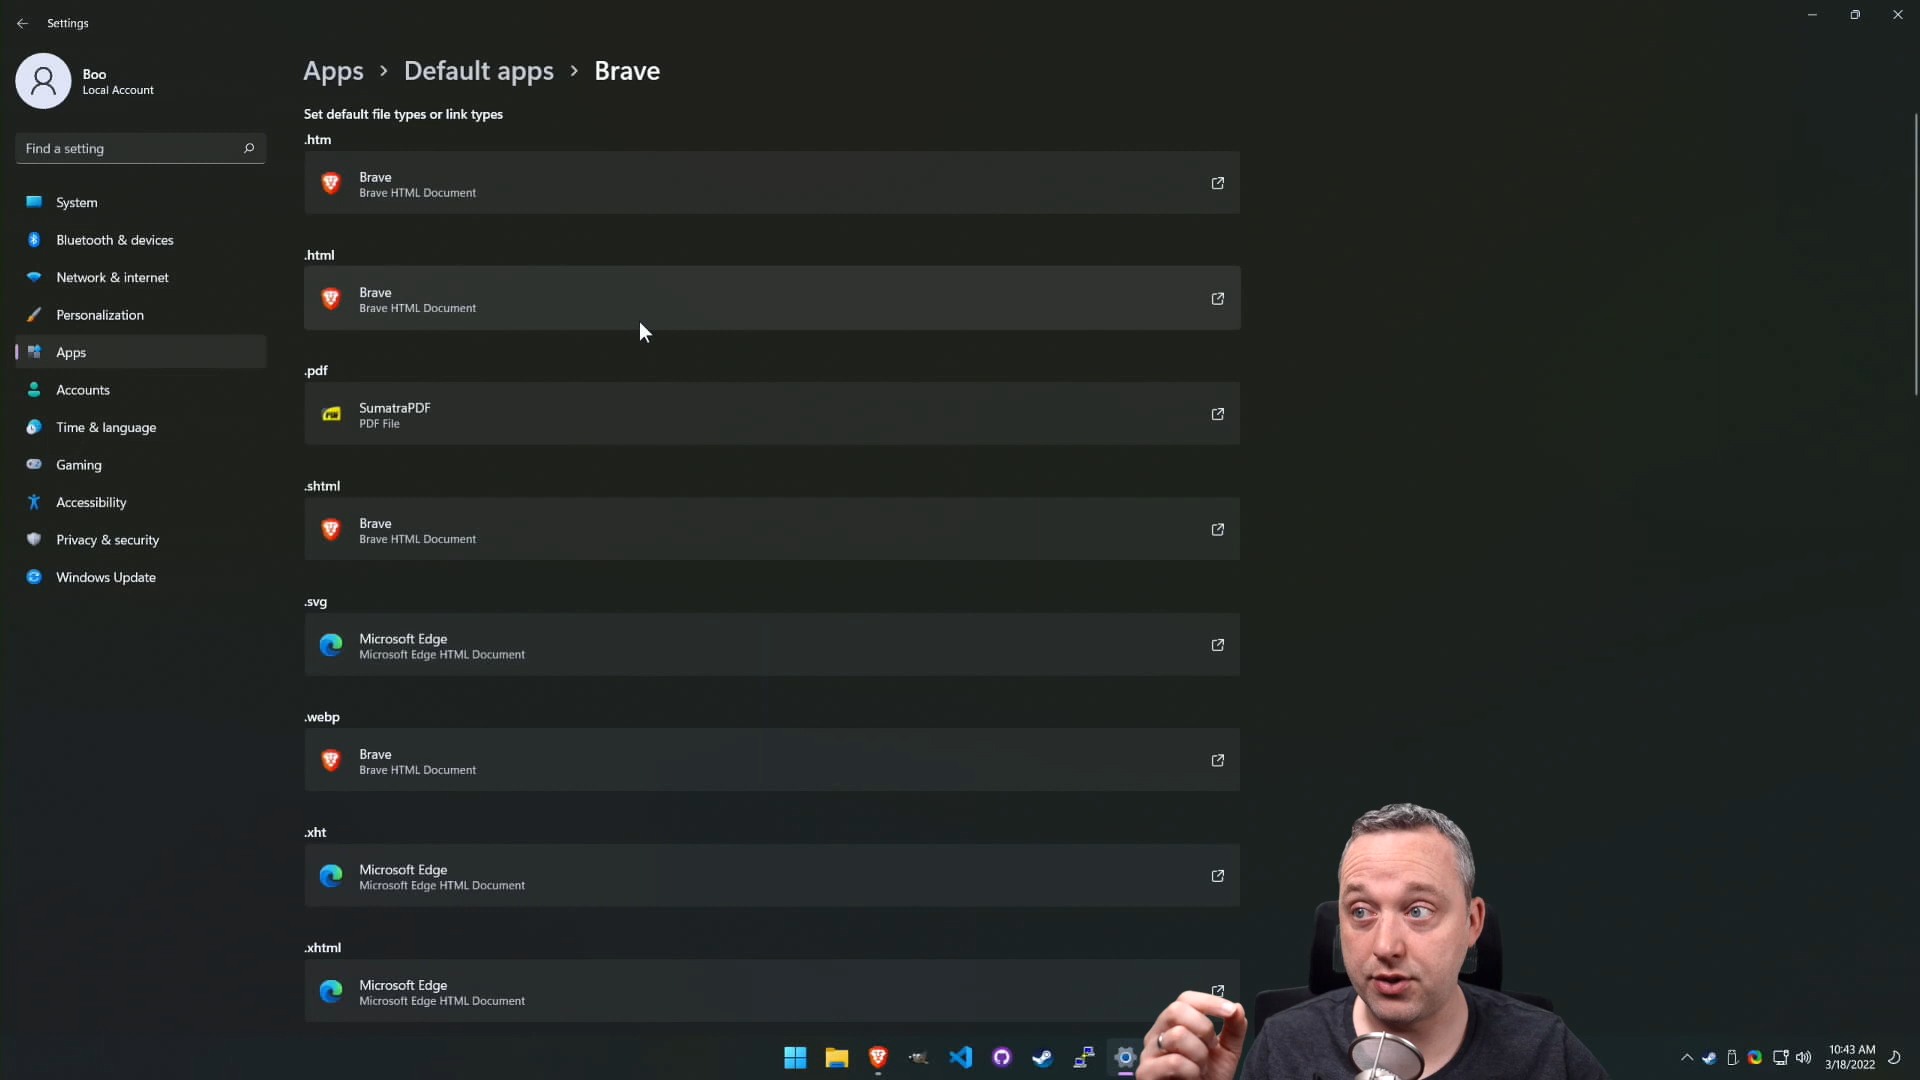 Settings
Boo
Local Account
Find a setting
System
Bluetooth & devices
Network & internet
Personalization
Apps
Accounts
Time & language
Gaming
Accessibility
Privacy & security
Windows Update
Apps > Default apps > Brave
Set default file types or link types
.htm
Brave
Brave HTML Document
.html
Brave
Brave HTML Document
.pdf
SumatraPDF
PDF File
.shtml
Brave
Brave HTML Document
.svg
Microsoft Edge
Microsoft Edge HTML Document
.webp
Brave
Brave HTML Document
.xht
Microsoft Edge
Microsoft Edge HTML Document
.xhtml
Microsoft Edge
Microsoft Edge HTML Document
10:43 AM
3/18/2022